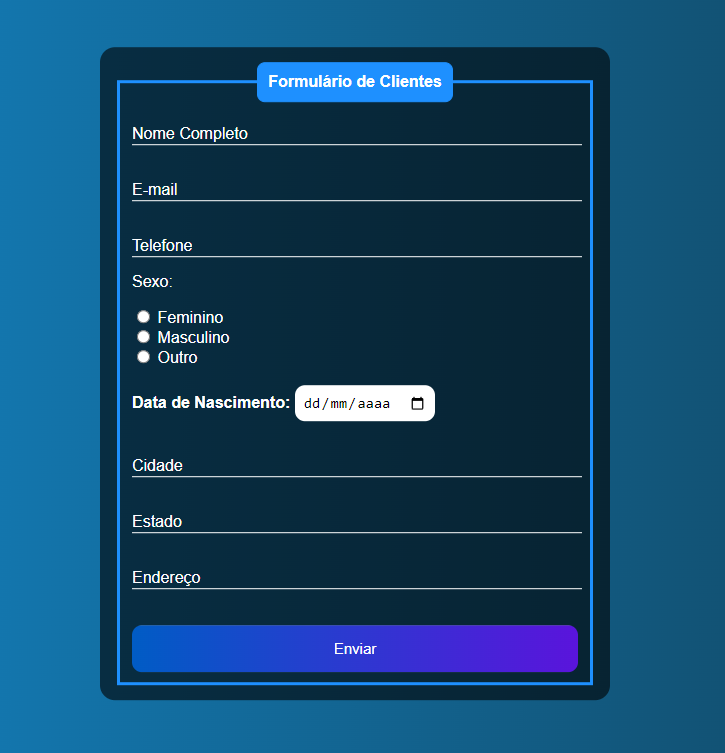 Formulário de Clientes
Nome Completo
E-mail
Telefone
Sexo:
Feminino
Masculino
Outro
Data de Nascimento: dd/mm/aaaa
Cidade
Estado
Endereço
Enviar